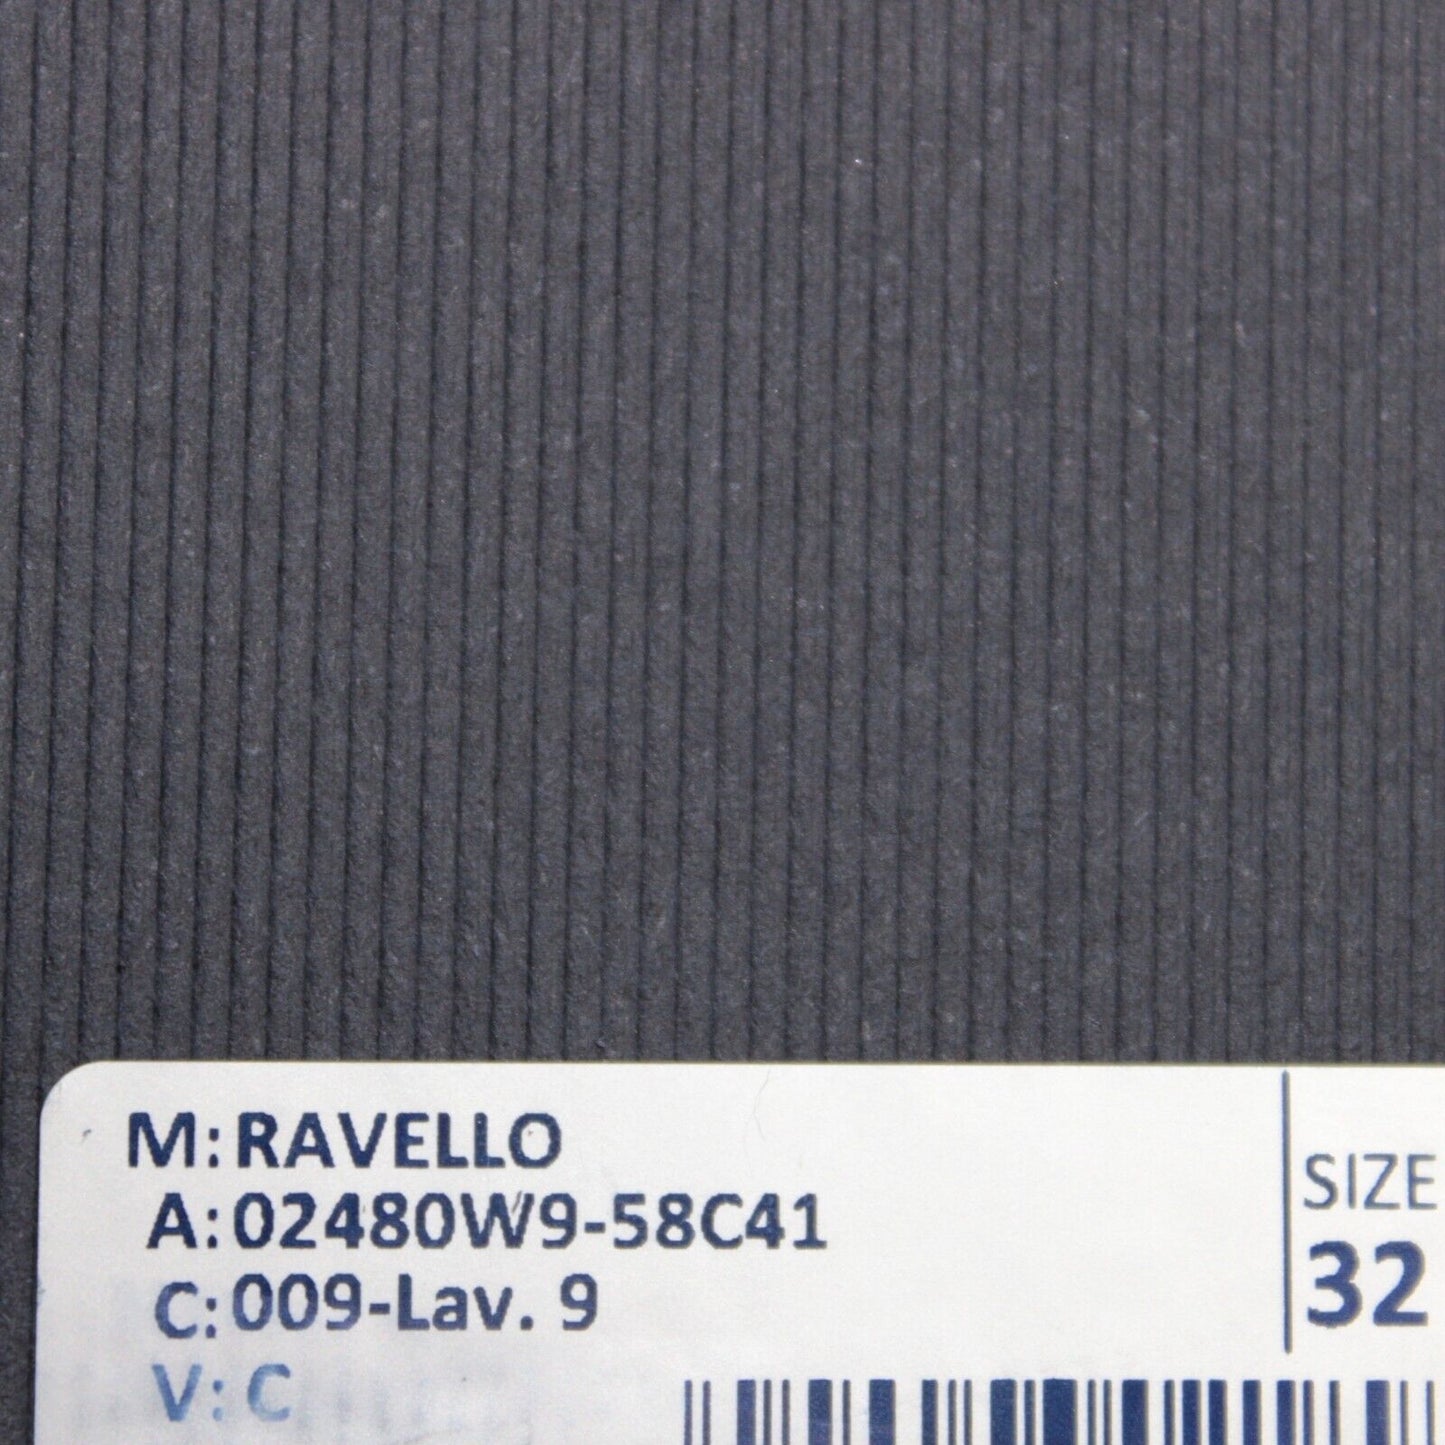 M: RAVELLO
A: 02480W9-58C41
C: 009-Lav. 9
V: C
SIZE
32